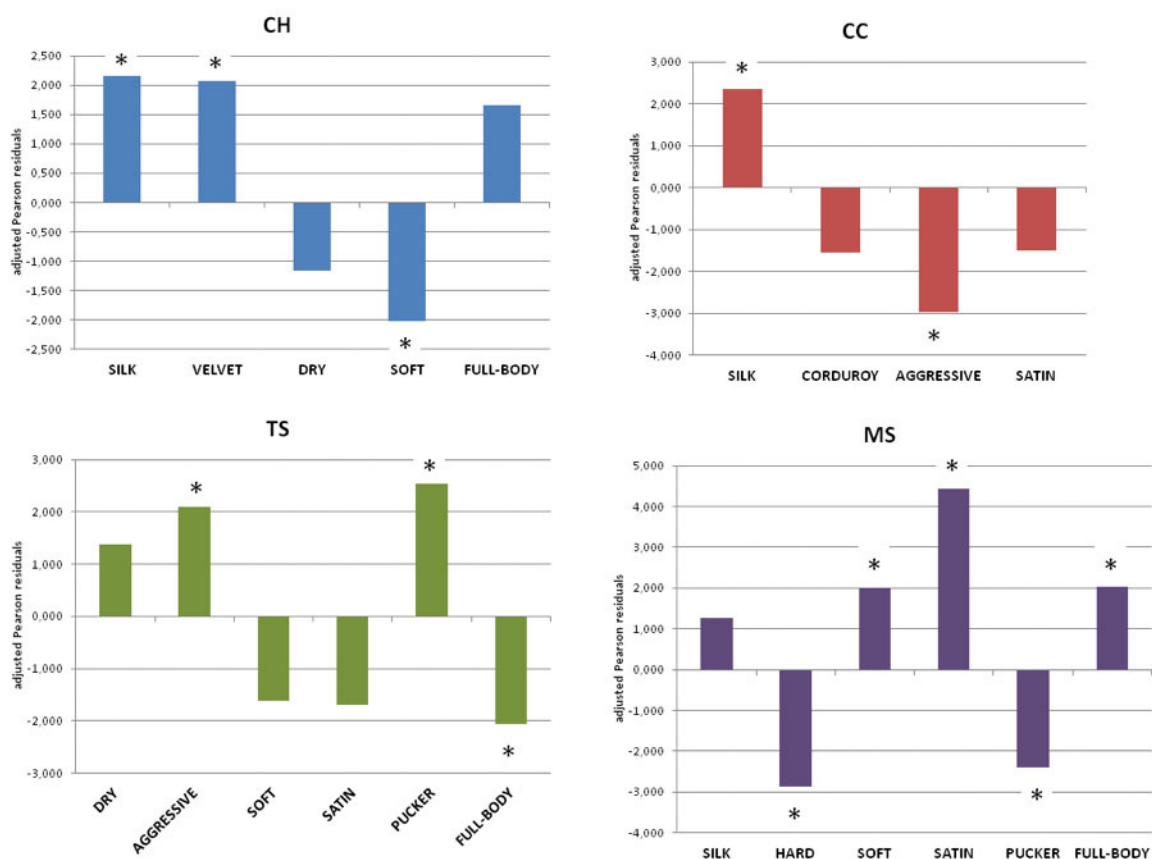 CH
adjusted Pearson residuals
2,500
2,000
1,500
1,000
0,500
0,000
-0,500
-1,000
-1,500
-2,000
-2,500
* * *
SILK VELVET DRY SOFT FULL-BODY
CC
adjusted Pearson residuals
3,000
2,000
1,000
0,000
-1,000
-2,000
-3,000
-4,000
* *
SILK CORDUROY AGGRESSIVE SATIN
TS
adjusted Pearson residuals
3,000
2,000
1,000
0,000
-1,000
-2,000
-3,000
* * *
DRY AGGRESSIVE SOFT SATIN PUCKER FULL-BODY
MS
adjusted Pearson residuals
5,000
4,000
3,000
2,000
1,000
0,000
-1,000
-2,000
-3,000
-4,000
* * * * *
SILK HARD SOFT SATIN PUCKER FULL-BODY